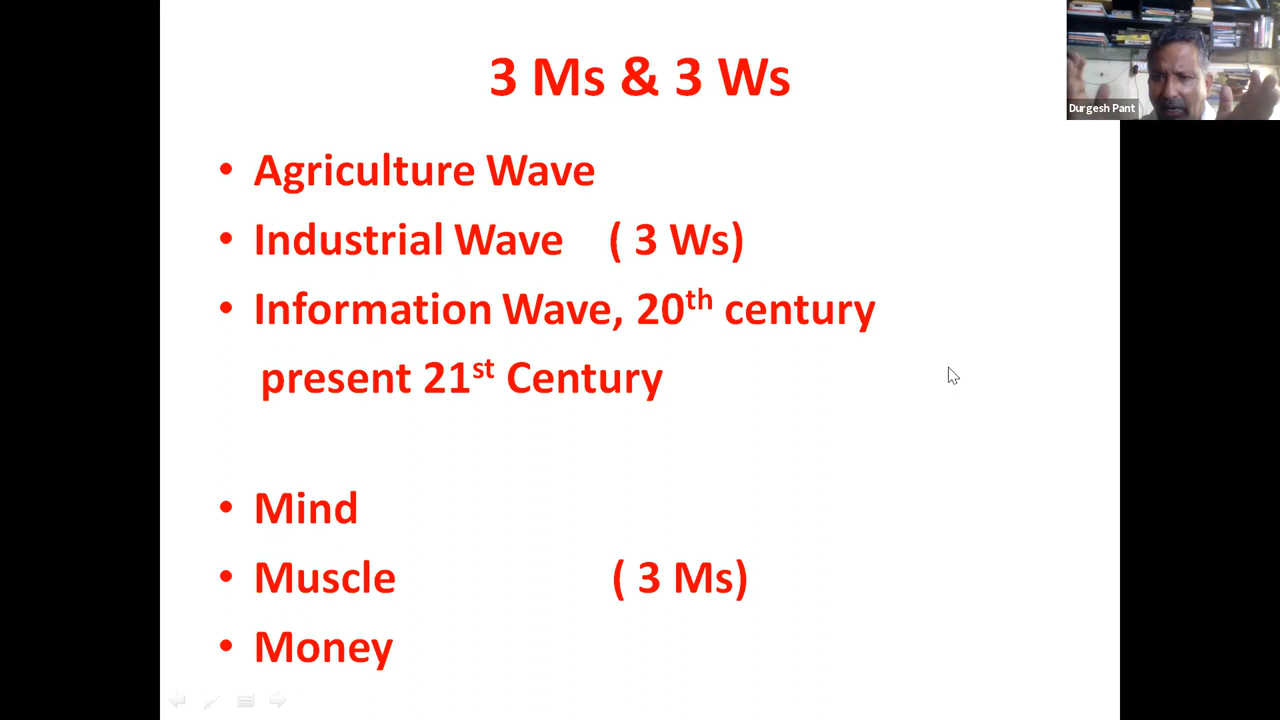 3 Ms & 3 Ws
Durgesh Pant
• Agriculture Wave
• Industrial Wave ( 3 Ws)
• Information Wave, 20th century
present 21st Century
• Mind
• Muscle ( 3 Ms)
• Money